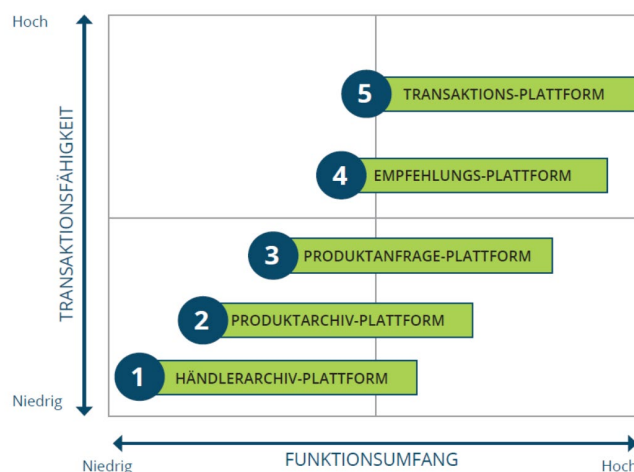 Hoch
5 TRANSAKTIONS-PLATTFORM
4 EMPFEHLUNGS-PLATTFORM
TRANSAKTIONSFÄHIGKEIT
3 PRODUKTANFRAGE-PLATTFORM
2 PRODUKTARCHIV-PLATTFORM
1 HÄNDLERARCHIV-PLATTFORM
Niedrig
Niedrig FUNKTIONSUMFANG Hoch